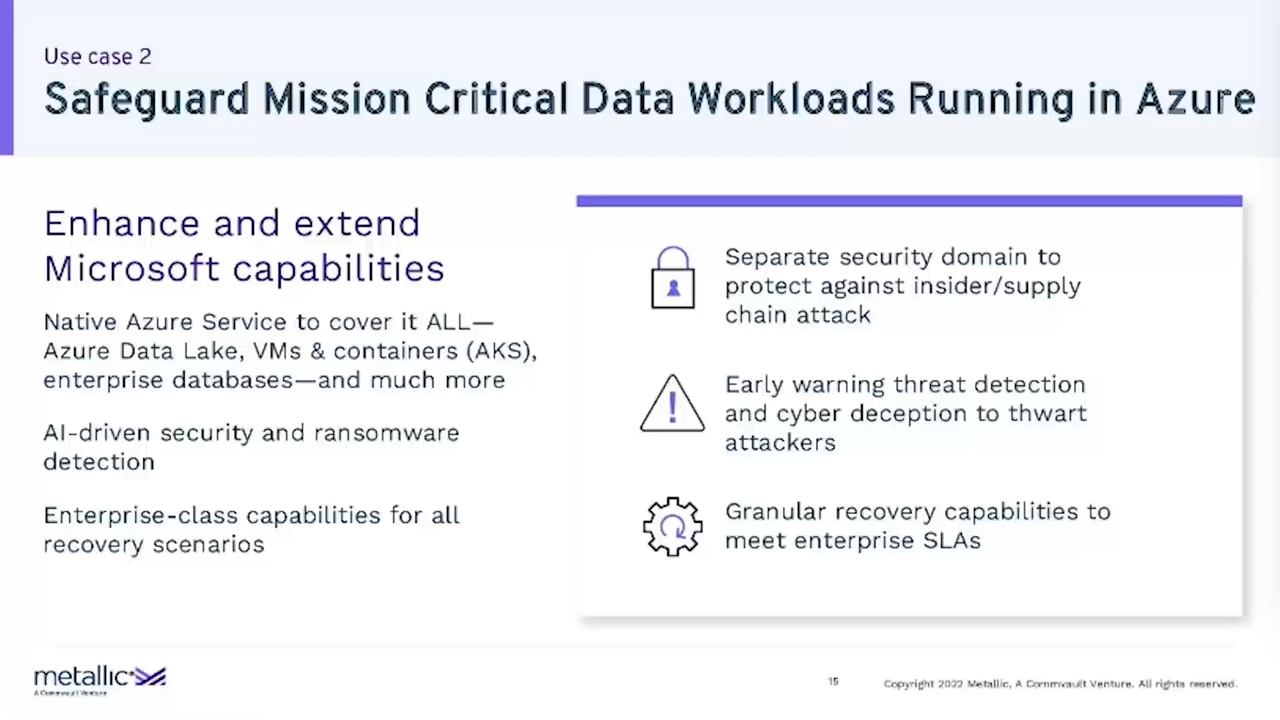 Use case 2
Safeguard Mission Critical Data Workloads Running in Azure
Enhance and extend
Microsoft capabilities
Native Azure Service to cover it ALL—
Azure Data Lake, VMs & containers (AKS),
enterprise databases—and much more
AI-driven security and ransomware
detection
Enterprise-class capabilities for all
recovery scenarios
Separate security domain to
protect against insider/supply
chain attack
Early warning threat detection
and cyber deception to thwart
attackers
Granular recovery capabilities to
meet enterprise SLAs
metallic
A Commvault Venture
15
Copyright 2022 Metallic, A Commvault Venture. All rights reserved.